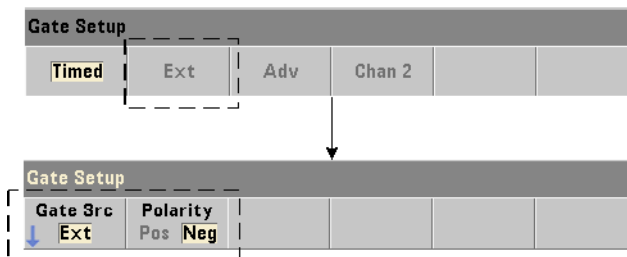 Gate Setup
Timed Ext Adv Chan 2
Gate Setup
Gate Src Polarity
Ext Pos Neg